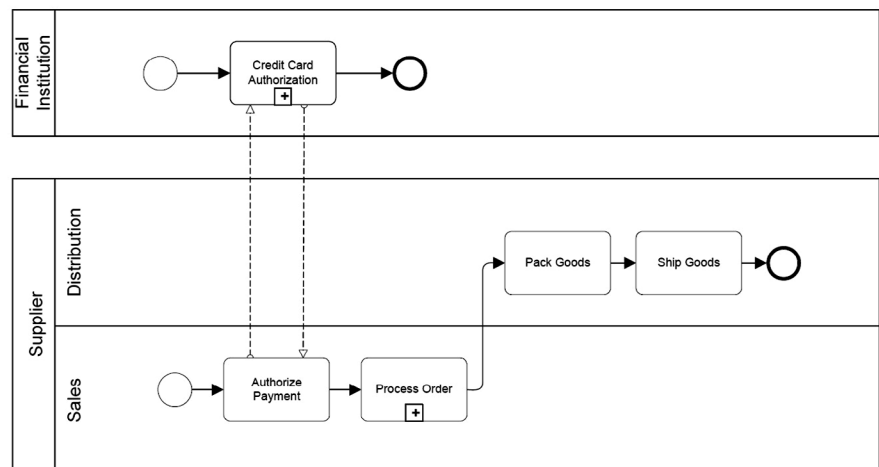 Financial
Institution
Credit Card
Authorization
Supplier
Distribution
Pack Goods
Ship Goods
Sales
Authorize
Payment
Process Order